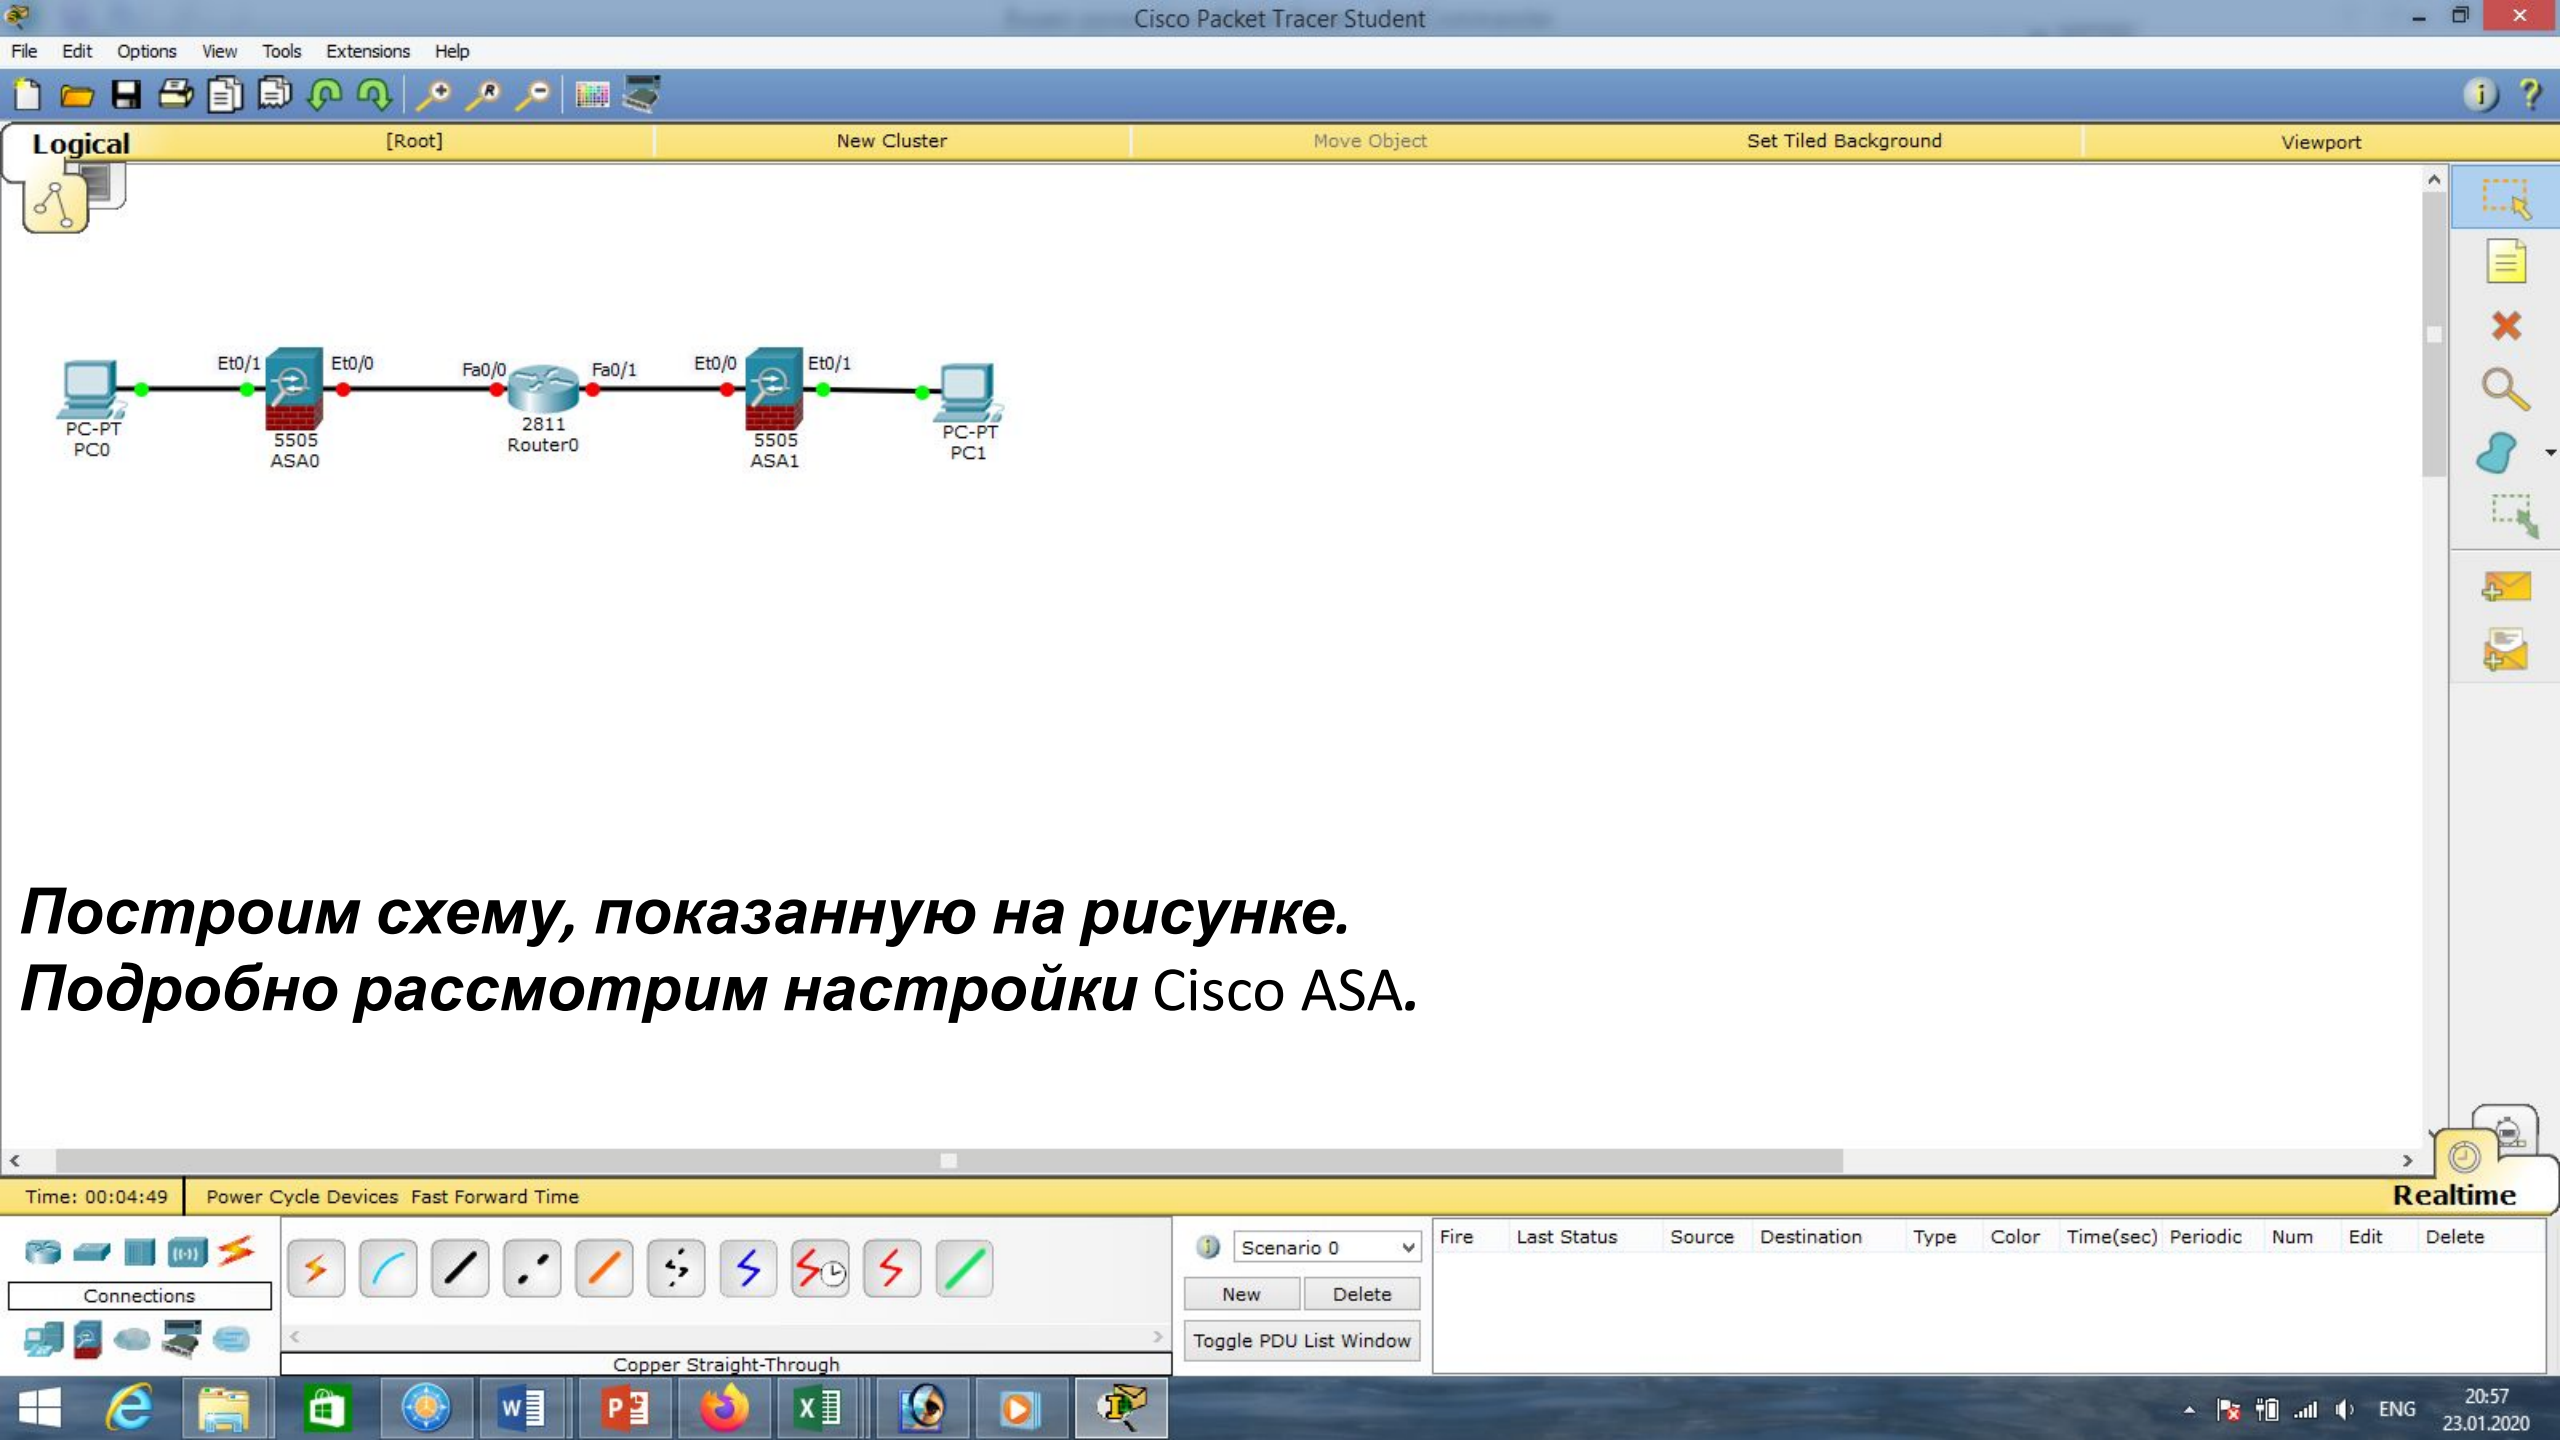 Cisco Packet Tracer Student
File Edit Options View Tools Extensions Help
Logical [Root] New Cluster Move Object Set Tiled Background Viewport
Et0/1 Et0/0 Fa0/0 Fa0/1 Et0/0 Et0/1
PC-PT
PC0
5505
ASA0
2811
Router0
5505
ASA1
PC-PT
PC1
Построим схему, показанную на рисунке.
Подробно рассмотрим настройки Cisco ASA.
Time: 00:04:49 Power Cycle Devices Fast Forward Time Realtime
Connections
Copper Straight-Through
Scenario 0
New Delete
Toggle PDU List Window
Fire Last Status Source Destination Type Color Time(sec) Periodic Num Edit Delete
ENG
20:57
23.01.2020